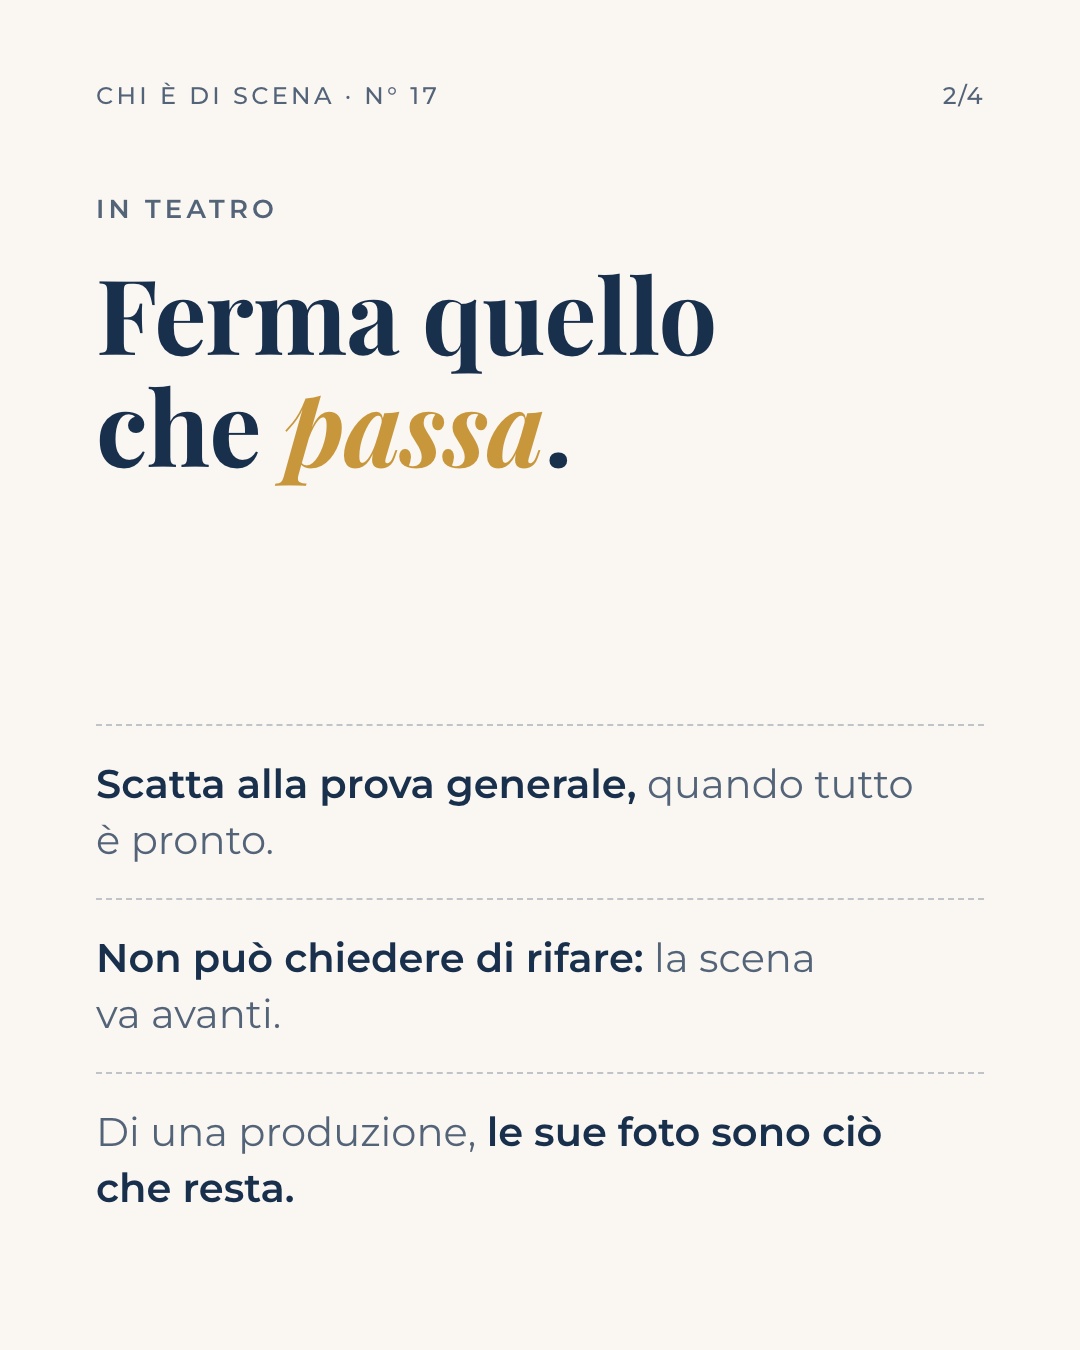 CHI È DI SCENA · N° 17
2/4
IN TEATRO
Ferma quello
che passa.
Scatta alla prova generale, quando tutto
è pronto.
Non può chiedere di rifare: la scena
va avanti.
Di una produzione, le sue foto sono ciò
che resta.